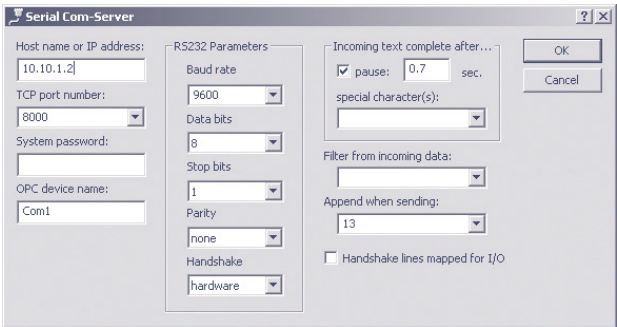 Serial Com-Server
Host name or IP address:
10.10.1.2
TCP port number:
8000
System password:
OPC device name:
Com1
RS232 Parameters
Baud rate
9600
Data bits
8
Stop bits
1
Parity
none
Handshake
hardware
Incoming text complete after...
pause: 0.7 sec.
special character(s):
Filter from incoming data:
Append when sending:
13
Handshake lines mapped for I/O
OK
Cancel